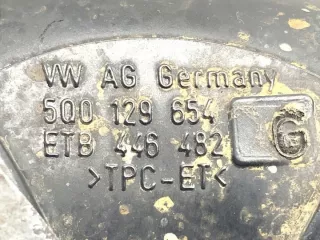 VW AG Germany
5Q0 129 654
ETB 446 482 G
>TPC-ET<